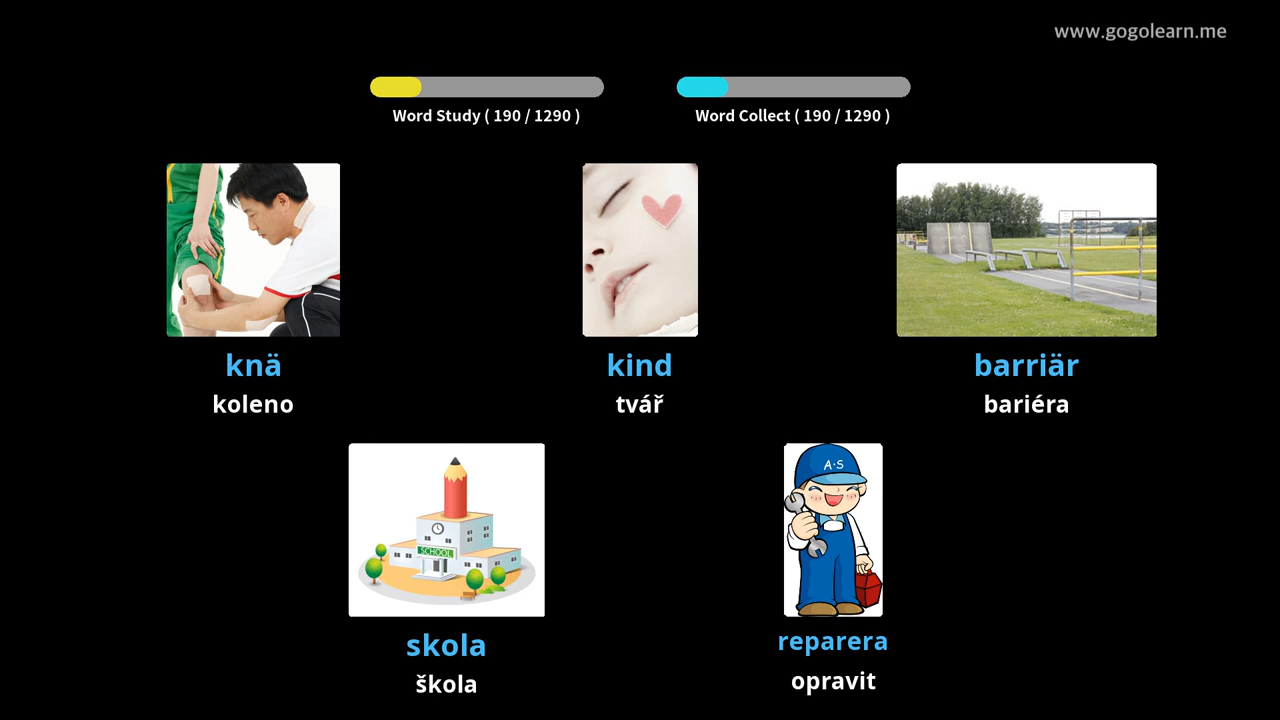 www.gogolearn.me
Word Study ( 190 / 1290 )
Word Collect ( 190 / 1290 )
knä
koleno
kind
tvář
barriär
bariéra
SCHOOL
skola
škola
A·S
reparera
opravit